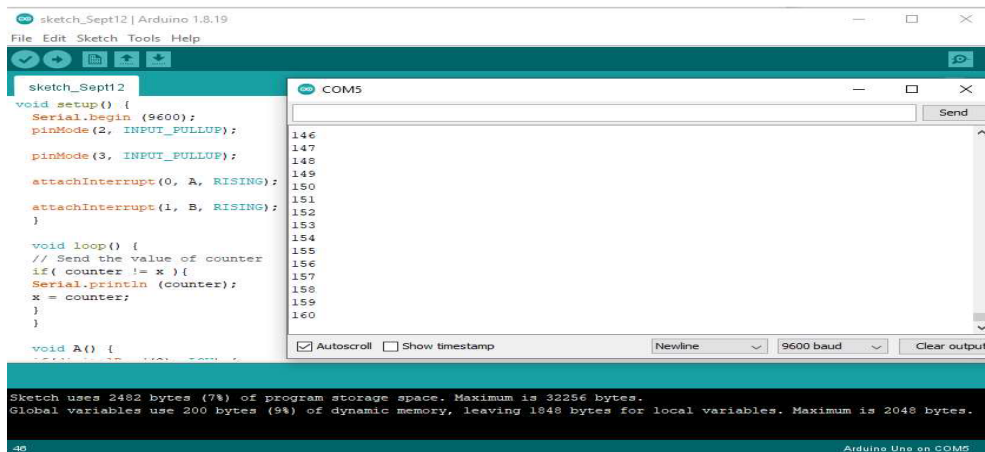 sketch_Sept12 | Arduino 1.8.19
File Edit Sketch Tools Help
sketch_Sept12
void setup() {
Serial.begin (9600);
pinMode(2, INPUT_PULLUP);
pinMode(3, INPUT_PULLUP);
attachInterrupt(0, A, RISING);
attachInterrupt(1, B, RISING);
}
void loop() {
// Send the value of counter
if( counter != x ){
Serial.println (counter);
x = counter;
}
}
void A() {
COM5
Send
146
147
148
149
150
151
152
153
154
155
156
157
158
159
160
Autoscroll Show timestamp Newline 9600 baud Clear output
Sketch uses 2482 bytes (7%) of program storage space. Maximum is 32256 bytes.
Global variables use 200 bytes (9%) of dynamic memory, leaving 1848 bytes for local variables. Maximum is 2048 bytes.
46 Arduino Uno on COM5